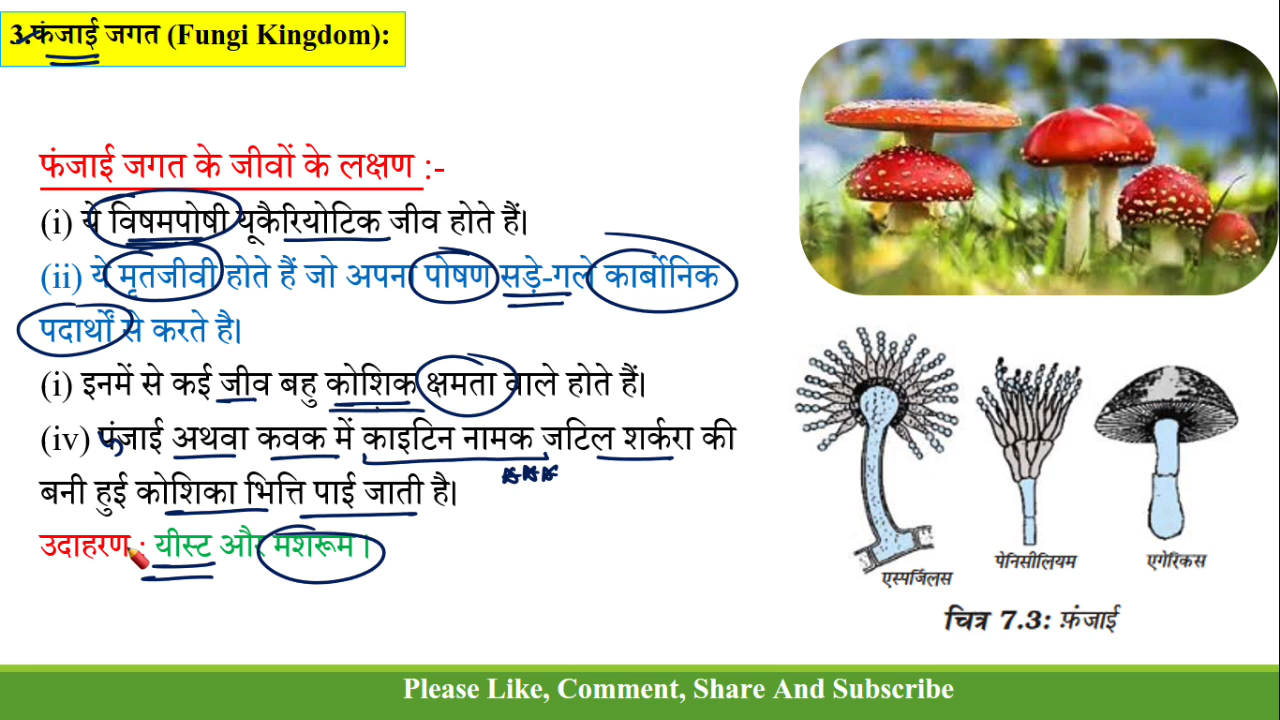 3.फंजाई जगत (Fungi Kingdom):
फंजाई जगत के जीवों के लक्षण :-
(i) ये विषमपोषी यूकैरियोटिक जीव होते हैं।
(ii) ये मृतजीवी होते हैं जो अपना पोषण सड़े-गले कार्बोनिक
पदार्थों से करते है।
(i) इनमें से कई जीव बहु कोशिक क्षमता वाले होते हैं।
(iv) फंजाई अथवा कवक में काइटिन नामक जटिल शर्करा की
बनी हुई कोशिका भित्ति पाई जाती है।
उदाहरण : यीस्ट और मशरूम ।
एस्पर्जिलस
पेनिसीलियम
एगेरिकस
चित्र 7.3: फ़ंजाई
Please Like, Comment, Share And Subscribe